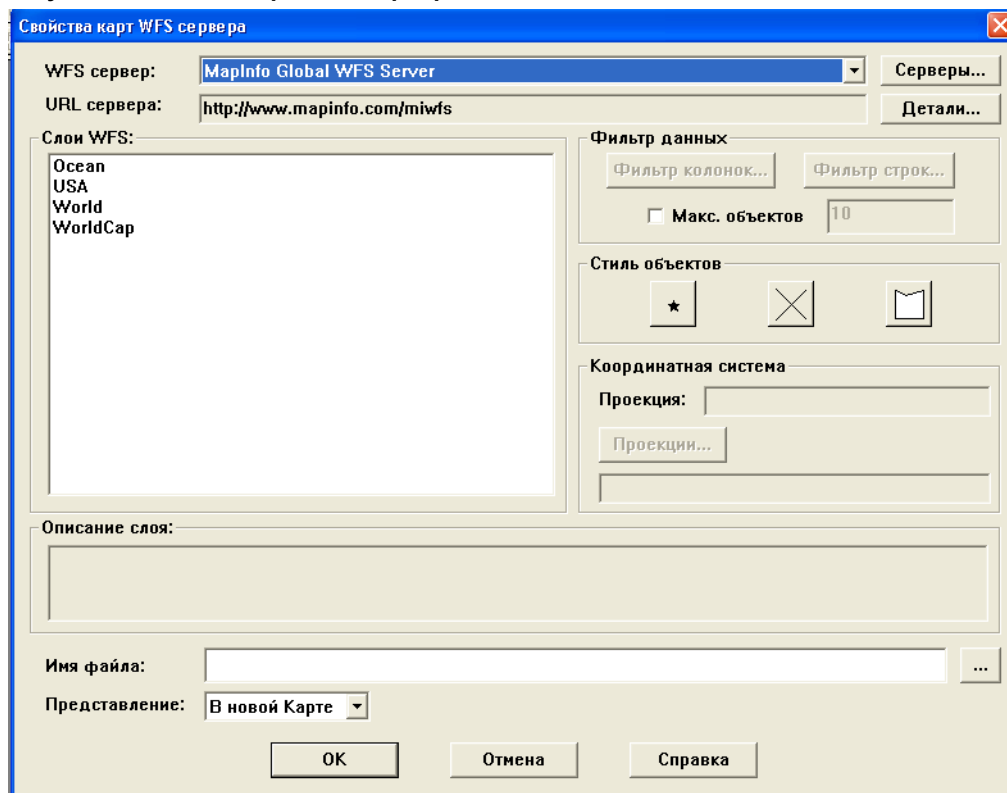 Свойства карт WFS сервера
WFS сервер:
MapInfo Global WFS Server
Серверы...
URL сервера:
http://www.mapinfo.com/miwfs
Детали...
Слои WFS:
Ocean
USA
World
WorldCap
Фильтр данных
Фильтр колонок...
Фильтр строк...
Макс. объектов
10
Стиль объектов
Координатная система
Проекция:
Проекции...
Описание слоя:
Имя файла:
...
Представление:
В новой Карте
OK
Отмена
Справка